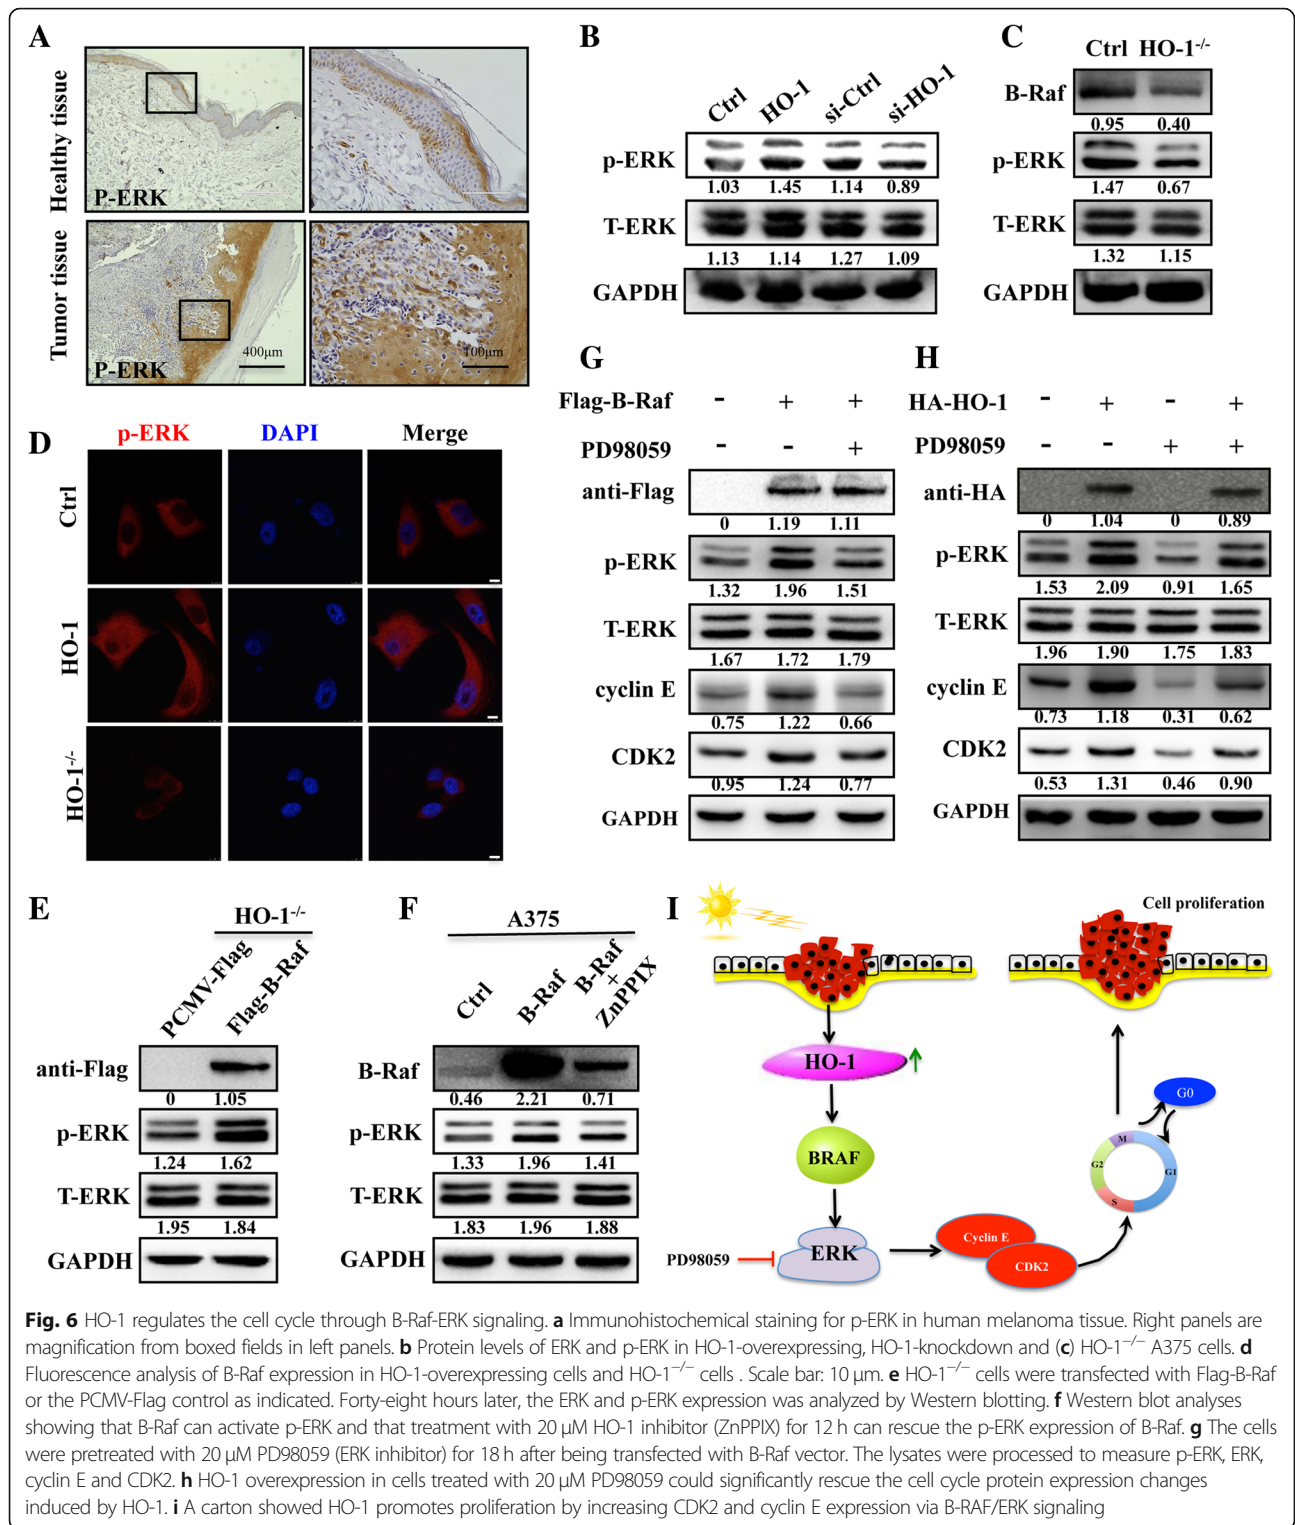 A
Healthy tissue
P-ERK
Tumor tissue
P-ERK
400µm
100µm
B
Ctrl HO-1 si-Ctrl si-HO-1
p-ERK
1.03 1.45 1.14 0.89
T-ERK
1.13 1.14 1.27 1.09
GAPDH
C
Ctrl HO-1-/-
B-Raf
0.95 0.40
p-ERK
1.47 0.67
T-ERK
1.32 1.15
GAPDH
D
p-ERK DAPI Merge
Ctrl
HO-1
HO-1-/-
G
Flag-B-Raf - + +
PD98059 - - +
anti-Flag
0 1.19 1.11
p-ERK
1.32 1.96 1.51
T-ERK
1.67 1.72 1.79
cyclin E
0.75 1.22 0.66
CDK2
0.95 1.24 0.77
GAPDH
H
HA-HO-1 - + - +
PD98059 - - + +
anti-HA
0 1.04 0 0.89
p-ERK
1.53 2.09 0.91 1.65
T-ERK
1.96 1.90 1.75 1.83
cyclin E
0.73 1.18 0.31 0.62
CDK2
0.53 1.31 0.46 0.90
GAPDH
E
HO-1-/-
PCMV-Flag Flag-B-Raf
anti-Flag
0 1.05
p-ERK
1.24 1.62
T-ERK
1.95 1.84
GAPDH
F
A375
Ctrl B-Raf B-Raf + ZnPPIX
B-Raf
0.46 2.21 0.71
p-ERK
1.33 1.96 1.41
T-ERK
1.83 1.96 1.88
GAPDH
I
Cell proliferation
HO-1
BRAF
PD98059
ERK
Cyclin E
CDK2
G0
M
G2
G1
S
Fig. 6 HO-1 regulates the cell cycle through B-Raf-ERK signaling. a Immunohistochemical staining for p-ERK in human melanoma tissue. Right panels are
magnification from boxed fields in left panels. b Protein levels of ERK and p-ERK in HO-1-overexpressing, HO-1-knockdown and (c) HO-1−/− A375 cells. d
Fluorescence analysis of B-Raf expression in HO-1-overexpressing cells and HO-1−/− cells . Scale bar: 10 µm. e HO-1−/− cells were transfected with Flag-B-Raf
or the PCMV-Flag control as indicated. Forty-eight hours later, the ERK and p-ERK expression was analyzed by Western blotting. f Western blot analyses
showing that B-Raf can activate p-ERK and that treatment with 20 µM HO-1 inhibitor (ZnPPIX) for 12 h can rescue the p-ERK expression of B-Raf. g The cells
were pretreated with 20 µM PD98059 (ERK inhibitor) for 18 h after being transfected with B-Raf vector. The lysates were processed to measure p-ERK, ERK,
cyclin E and CDK2. h HO-1 overexpression in cells treated with 20 µM PD98059 could significantly rescue the cell cycle protein expression changes
induced by HO-1. i A carton showed HO-1 promotes proliferation by increasing CDK2 and cyclin E expression via B-RAF/ERK signaling